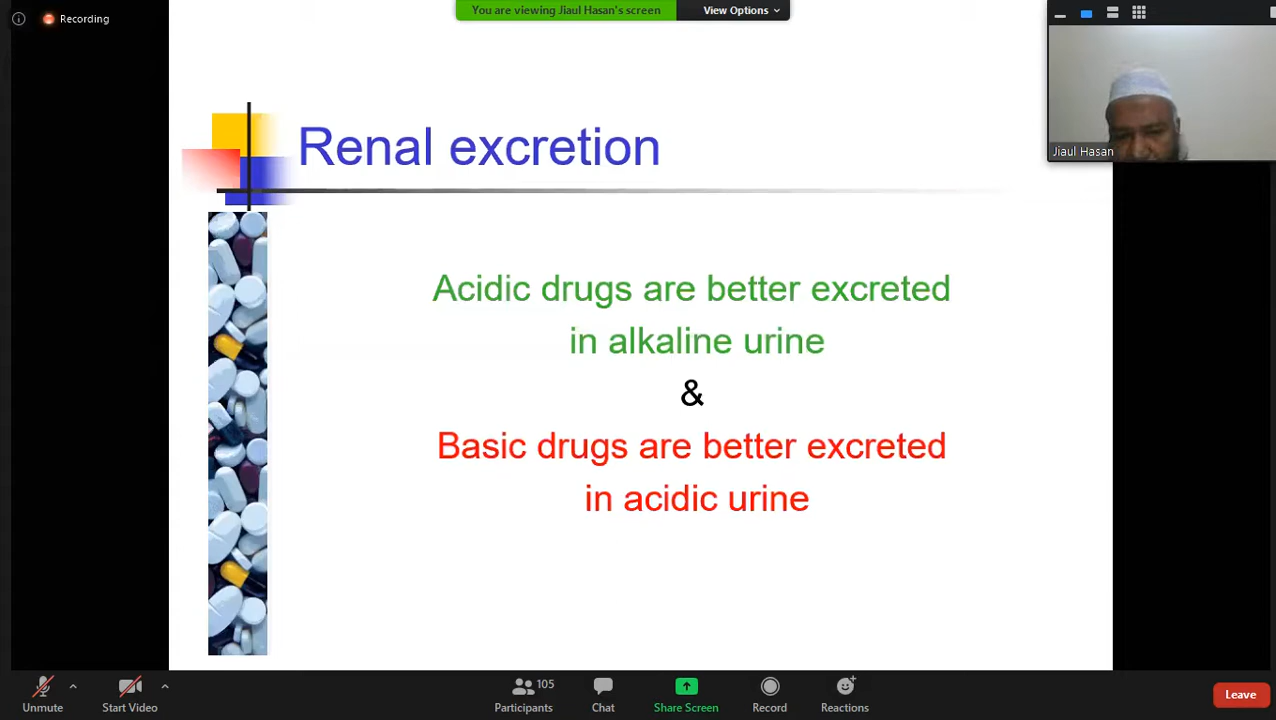 Recording
You are viewing Jiaul Hasan's screen
View Options
Jiaul Hasan
Renal excretion
Acidic drugs are better excreted
in alkaline urine
&
Basic drugs are better excreted
in acidic urine
Unmute
Start Video
105
Participants
Chat
Share Screen
Record
Reactions
Leave